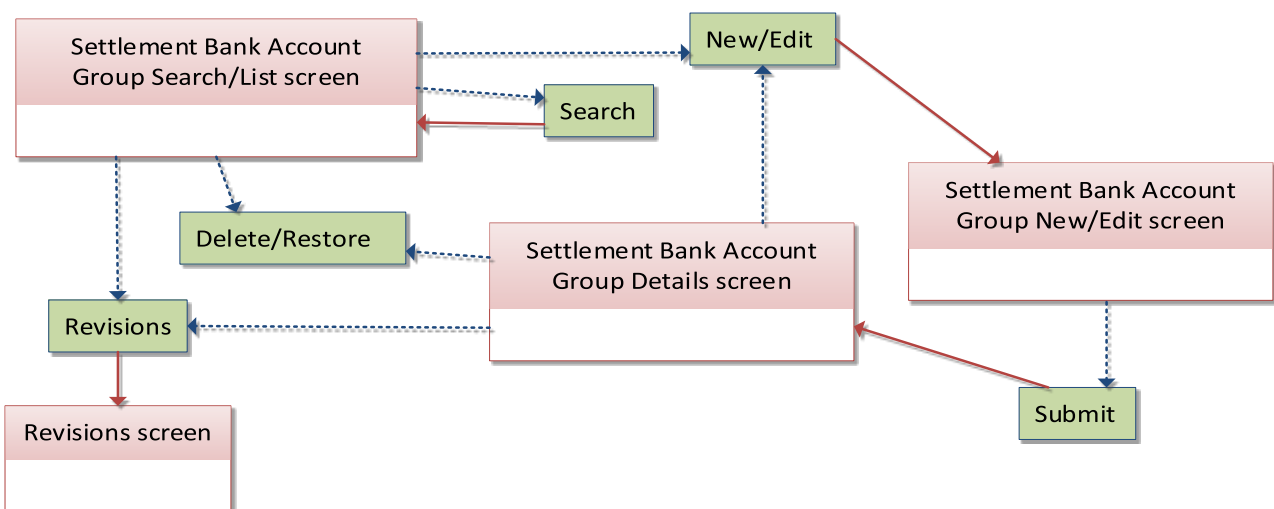 Settlement Bank Account
Group Search/List screen
New/Edit
Search
Settlement Bank Account
Group New/Edit screen
Delete/Restore
Settlement Bank Account
Group Details screen
Revisions
Submit
Revisions screen